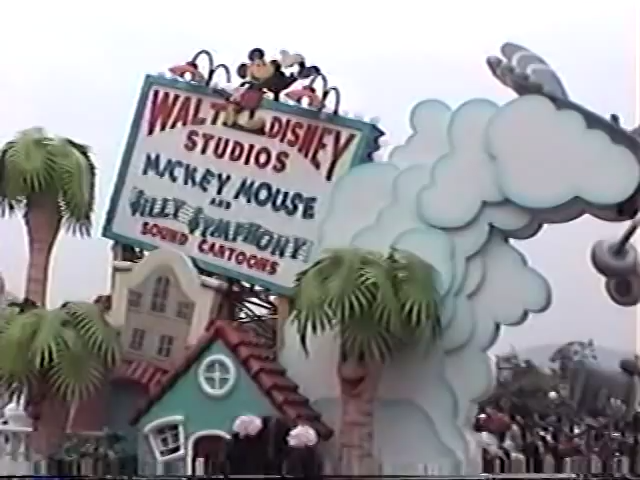 WALT DISNEY
STUDIOS
MICKEY MOUSE
AND
SILLY SYMPHONY
SOUND CARTOONS